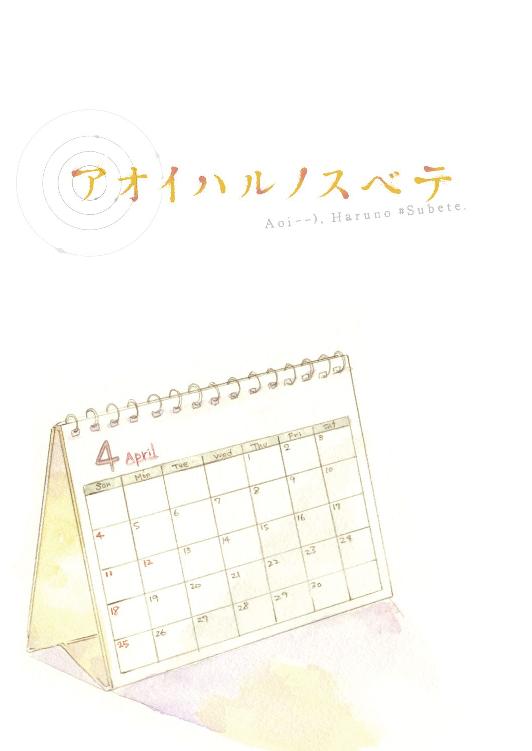 アオイハルノスベテ
Aoi--), Haruno #Subete.
4 April
Sun Mon Tue Wed Thu Fri Sat
1 2 3
4 5 6 7 8 9 10
11 12 13 14 15 16 17
18 19 20 21 22 23 24
25 26 27 28 29 30